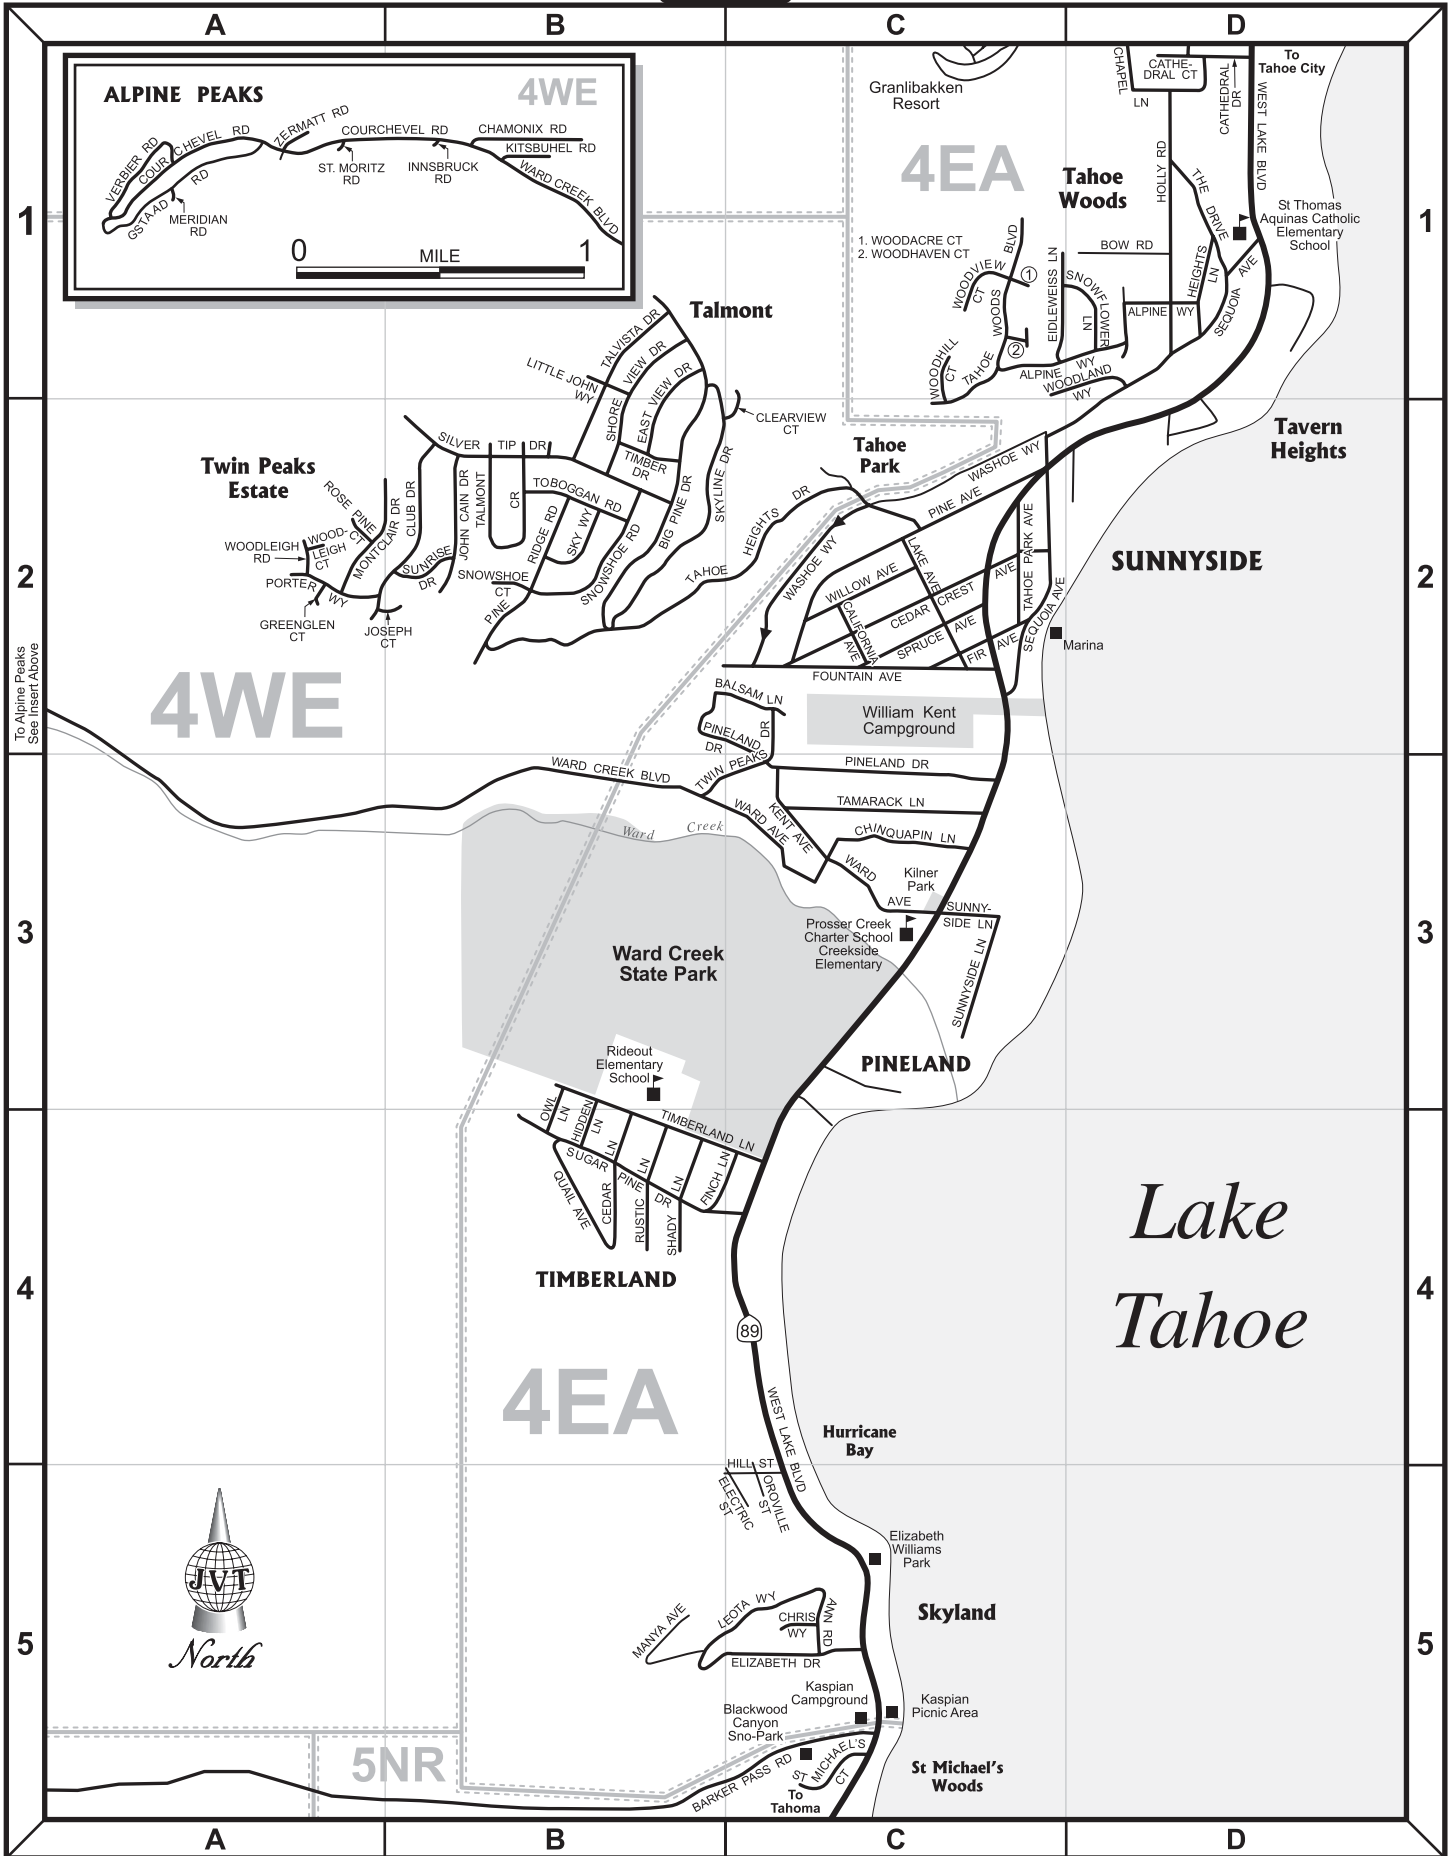 A
B
C
D
ALPINE PEAKS
4WE
VERBIER RD
COURCHEVEL RD
ZERMATT RD
COURCHEVEL RD
CHAMONIX RD
KITSBUHEL RD
ST. MORITZ
RD
INNSBRUCK
RD
WARD CREEK BLVD
GSTAAD RD
MERIDIAN
RD
0
MILE
1
Granlibakken
Resort
CHAPEL
LN
CATHE-
DRAL CT
CATHEDRAL
DR
To
Tahoe City
WEST LAKE BLVD
4EA
Tahoe
Woods
HOLLY RD
THE DRIVE
St Thomas
Aquinas Catholic
Elementary
School
1
1
1. WOODACRE CT
2. WOODHAVEN CT
BOW RD
WOODVIEW
CT
TAHOE WOODS BLVD
1
2
EIDLEWEISS LN
SNOWFLOWER
LN
HEIGHTS
LN
SEQUOIA AVE
ALPINE WY
WOODHILL
CT
ALPINE WY
WOODLAND
WY
Talmont
TALVISTA DR
LITTLE JOHN
WY
SHORE VIEW DR
EAST VIEW DR
CLEARVIEW
CT
Tavern
Heights
Tahoe
Park
WASHOE WY
SILVER TIP DR
TIMBER
DR
Twin Peaks
Estate
ROSE PINE
CT
WOOD-
LEIGH
CT
WOODLEIGH
RD
MONTCLAIR DR
CLUB DR
JOHN CAIN DR
TALMONT
CR
TOBOGGAN RD
RIDGE RD
SKY WY
BIG PINE DR
SKYLINE DR
TAHOE HEIGHTS DR
PINE AVE
WASHOE WY
LAKE AVE
TAHOE PARK AVE
SUNNYSIDE
2
2
PORTER WY
GREENGLEN
CT
JOSEPH
CT
SUNRISE
DR
SNOWSHOE
CT
PINE
SNOWSHOE RD
WILLOW AVE
CEDAR CREST AVE
CALIFORNIA
AVE
SPRUCE AVE
FIR AVE
SEQUOIA AVE
Marina
FOUNTAIN AVE
To Alpine Peaks
See Insert Above
4WE
BALSAM LN
PINELAND
DR
TWIN PEAKS DR
William Kent
Campground
WARD CREEK BLVD
PINELAND DR
TAMARACK LN
KENT AVE
WARD AVE
CHINQUAPIN LN
Ward Creek
WARD AVE
Kilner
Park
SUNNY-
SIDE LN
Prosser Creek
Charter School
Creekside
Elementary
SUNNYSIDE LN
3
3
Ward Creek
State Park
Rideout
Elementary
School
PINELAND
OWL
LN
HIDDEN
LN
TIMBERLAND LN
SUGAR PINE DR
QUAIL AVE
CEDAR LN
RUSTIC LN
SHADY LN
FINCH LN
TIMBERLAND
Lake
Tahoe
4
4
89
4EA
WEST LAKE BLVD
Hurricane
Bay
HILL ST
ELECTRIC
ST
OROVILLE
ST
Elizabeth
Williams
Park
JVT
North
LEOTA WY
ANN RD
CHRIS
WY
MANYA AVE
ELIZABETH DR
Skyland
5
5
Kaspian
Campground
Kaspian
Picnic Area
Blackwood
Canyon
Sno-Park
5NR
BARKER PASS RD
ST MICHAEL'S
CT
St Michael's
Woods
To
Tahoma
A
B
C
D